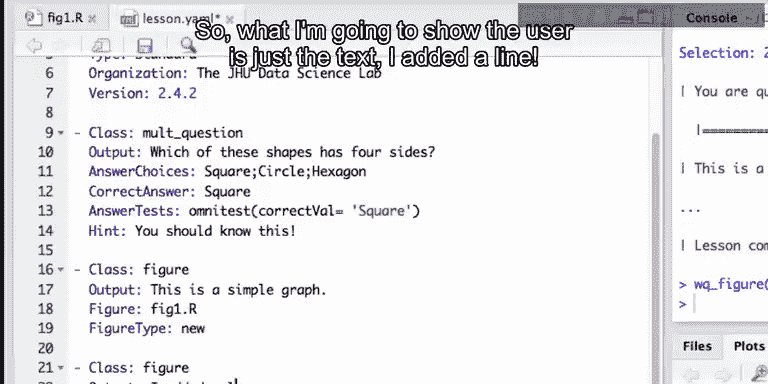 fig1.R
lesson.yaml*
Console
So, what I'm going to show the user
is just the text, I added a line!
6 Organization: The JHU Data Science Lab
7 Version: 2.4.2
8
9 - Class: mult_question
10 Output: Which of these shapes has four sides?
11 AnswerChoices: Square;Circle;Hexagon
12 CorrectAnswer: Square
13 AnswerTests: omnitest(correctVal= 'Square')
14 Hint: You should know this!
15
16 - Class: figure
17 Output: This is a simple graph.
18 Figure: fig1.R
19 FigureType: new
20
21 - Class: figure
Selection: 2
| You are qu
|=========
| This is a
...
| Lesson com
> wq_figure(
>
Files Plots